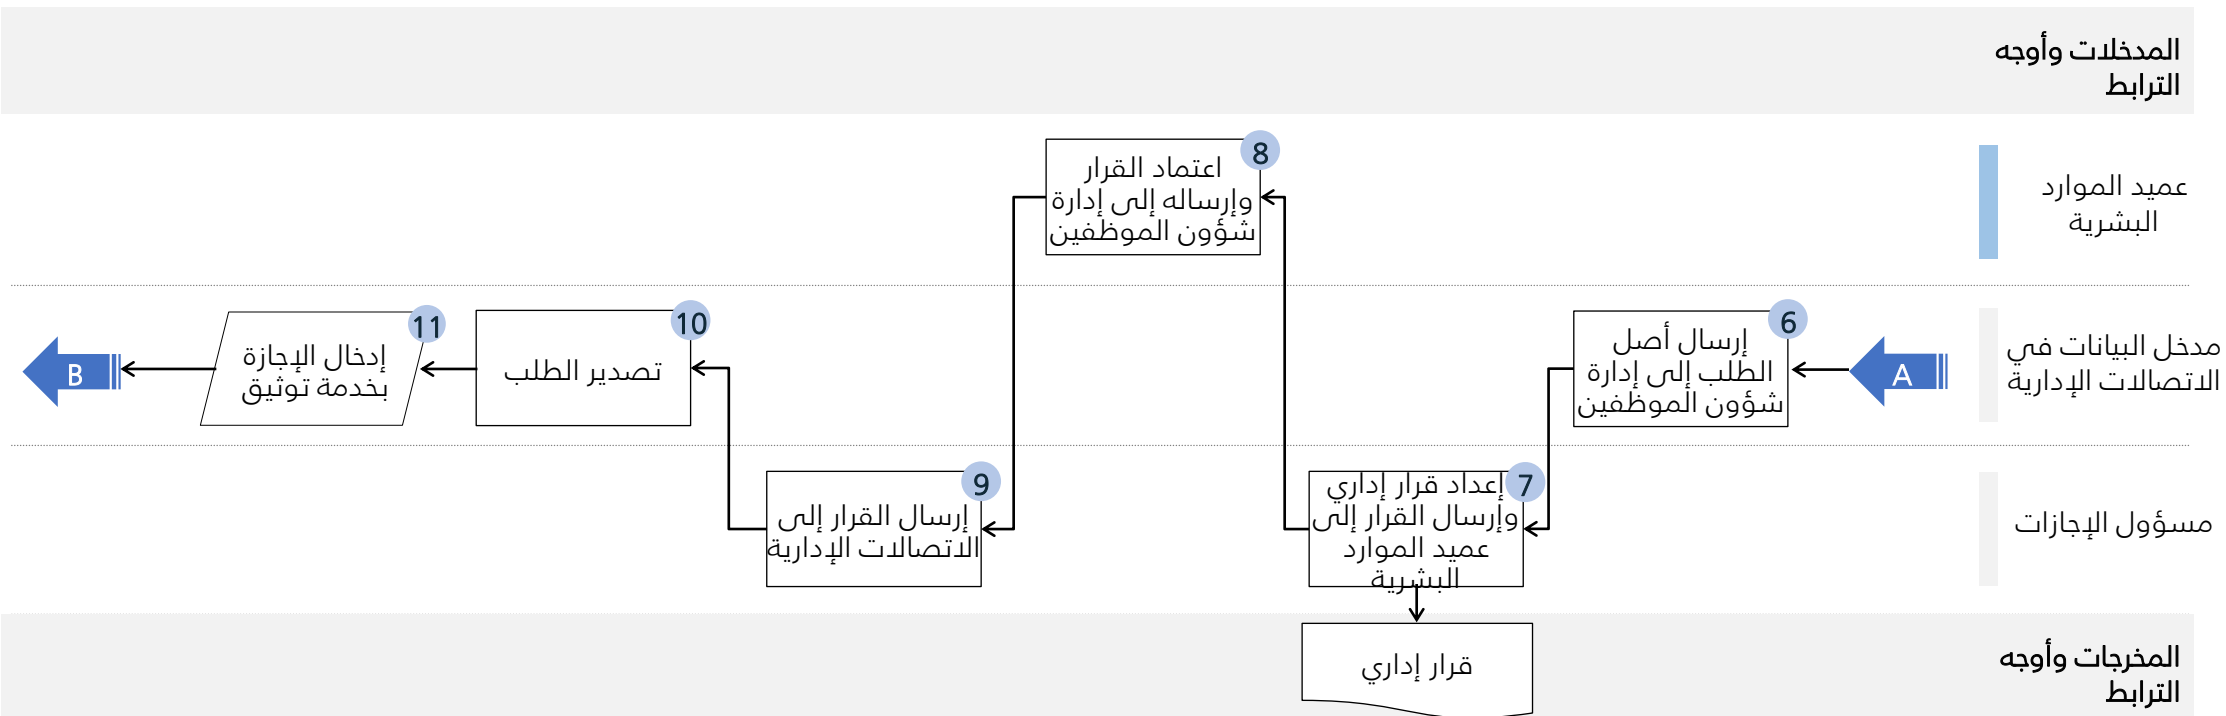 المدخلات وأوجه
الترابط
عميد الموارد
البشرية
8
اعتماد القرار
وإرساله إلى إدارة
شؤون الموظفين
مدخل البيانات في
الاتصالات الإدارية
A
6
إرسال أصل
الطلب إلى إدارة
شؤون الموظفين
10
تصدير الطلب
11
إدخال الإجازة
بخدمة توثيق
B
مسؤول الإجازات
7
إعداد قرار إداري
وإرسال القرار إلى
عميد الموارد
البشرية
9
إرسال القرار إلى
الاتصالات الإدارية
المخرجات وأوجه
الترابط
قرار إداري